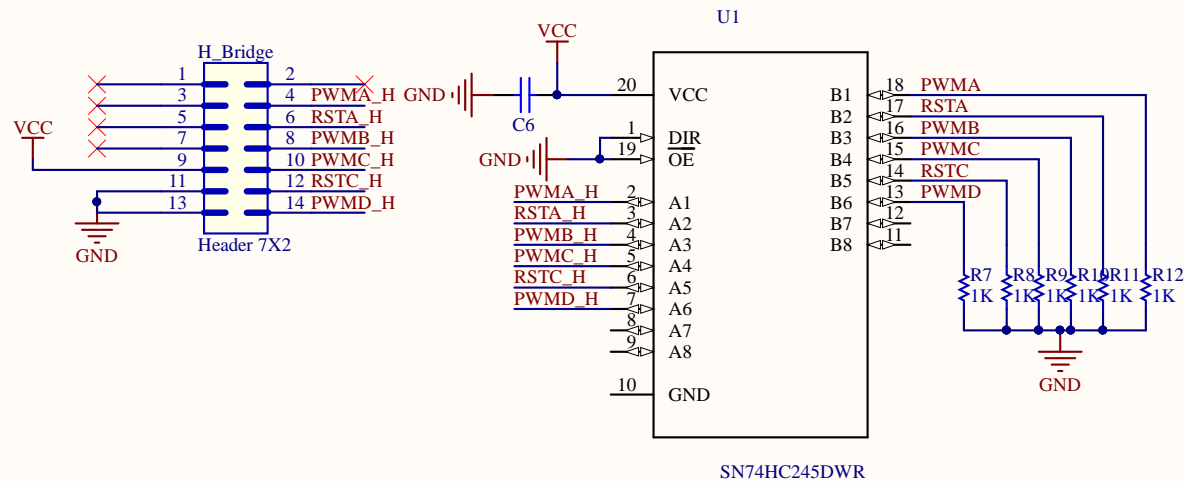 U1
H_Bridge
1 2
3 4 PWMA_H
5 6 RSTA_H
7 8 PWMB_H
9 10 PWMC_H
11 12 RSTC_H
13 14 PWMD_H
VCC
GND
Header 7X2
VCC
GND
C6
20 VCC
1 DIR
GND
19 OE
PWMA_H 2 A1
RSTA_H 3 A2
PWMB_H 4 A3
PWMC_H 5 A4
RSTC_H 6 A5
PWMD_H 7 A6
8 A7
9 A8
10 GND
B1 18 PWMA
B2 17 RSTA
B3 16 PWMB
B4 15 PWMC
B5 14 RSTC
B6 13 PWMD
B7 12
B8 11
R7 R8 R9 R10 R11 R12
1K 1K 1K 1K 1K 1K
GND
SN74HC245DWR